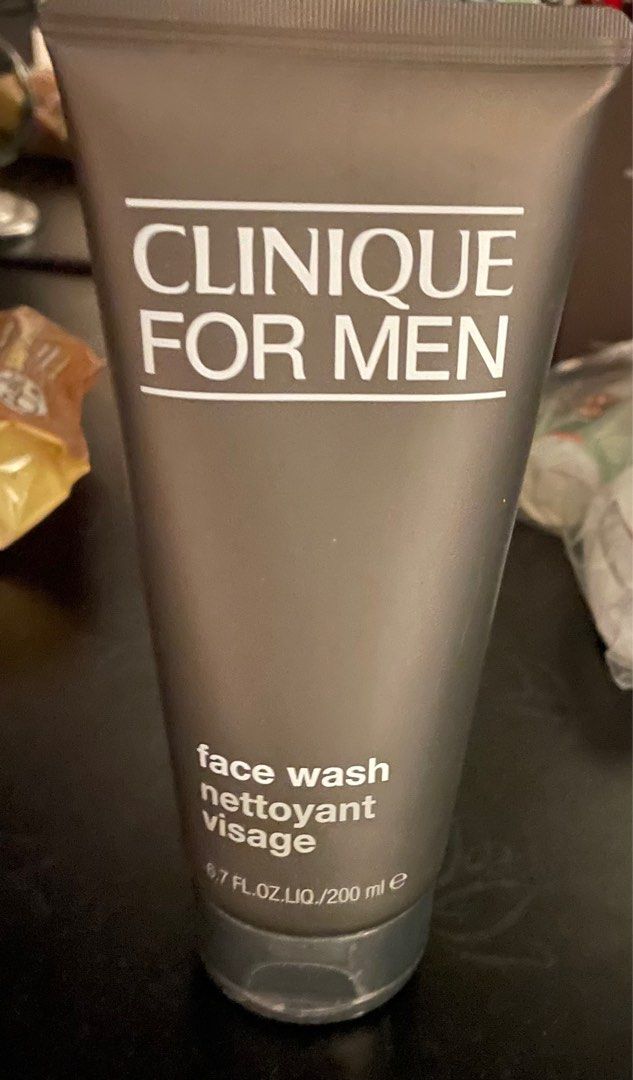 CLINIQUE
FOR MEN
face wash
nettoyant
visage
6.7 FL.OZ.LIQ./200 ml ℮